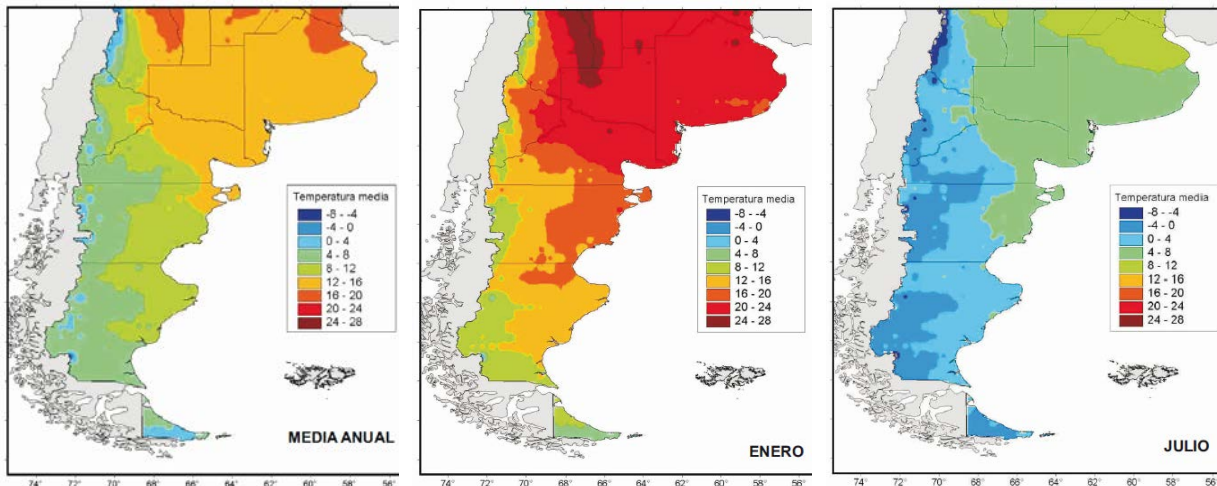 Temperatura media
-8 - -4
-4 - 0
0 - 4
4 - 8
8 - 12
12 - 16
16 - 20
20 - 24
24 - 28
MEDIA ANUAL
74° 72° 70° 68° 66° 64° 62° 60° 58° 56°
Temperatura media
-8 - -4
-4 - 0
0 - 4
4 - 8
8 - 12
12 - 16
16 - 20
20 - 24
24 - 28
ENERO
74° 72° 70° 68° 66° 64° 62° 60° 58° 56°
Temperatura media
-8 - -4
-4 - 0
0 - 4
4 - 8
8 - 12
12 - 16
16 - 20
20 - 24
24 - 28
JULIO
74° 72° 70° 68° 66° 64° 62° 60° 58° 56